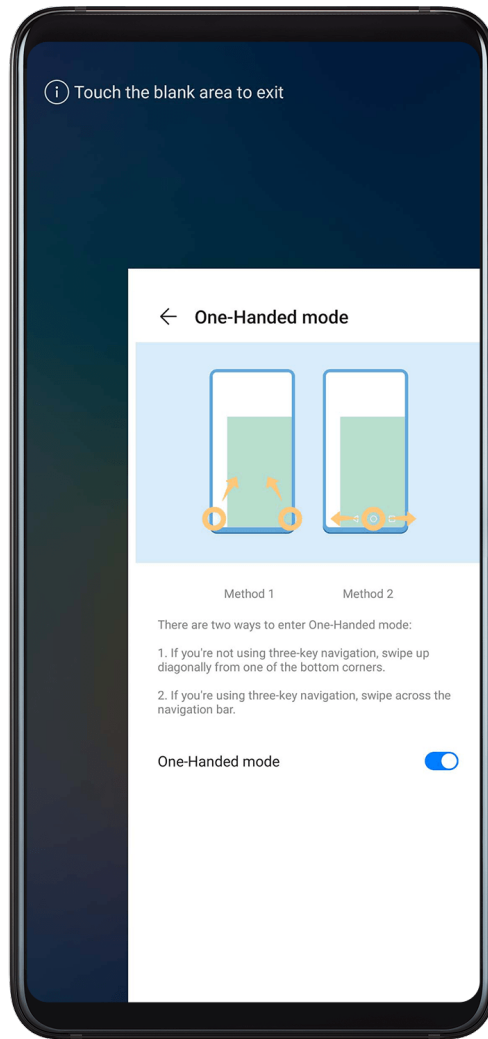 Touch the blank area to exit
One-Handed mode
Method 1 Method 2
There are two ways to enter One-Handed mode:
1. If you're not using three-key navigation, swipe up
diagonally from one of the bottom corners.
2. If you're using three-key navigation, swipe across the
navigation bar.
One-Handed mode